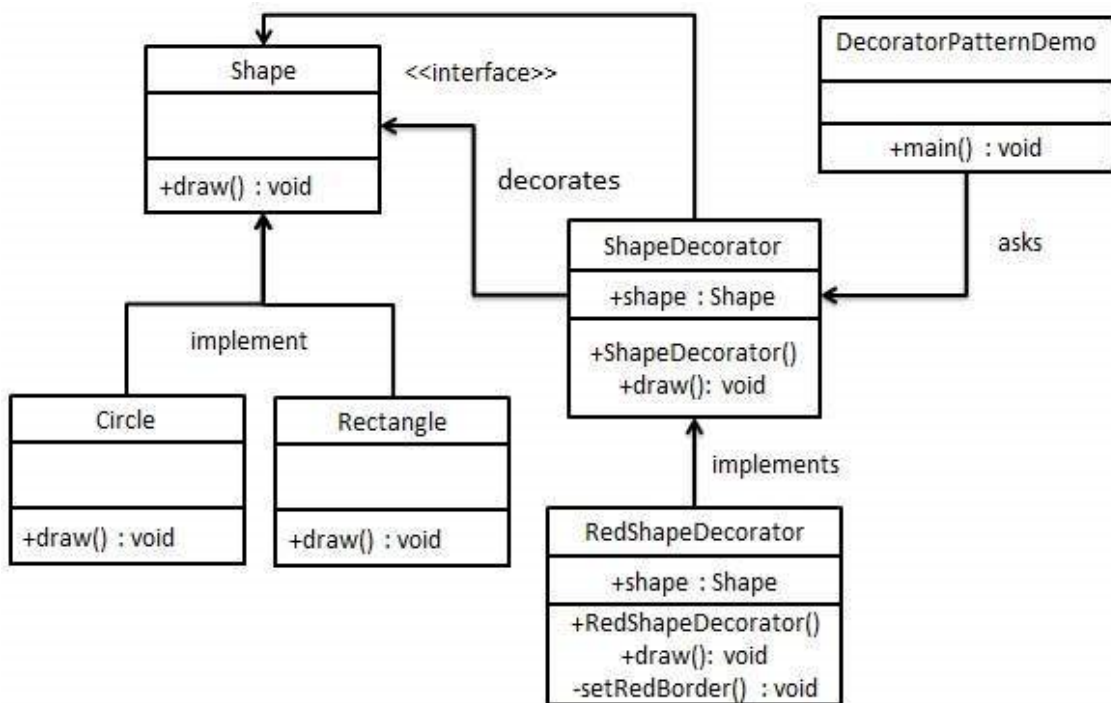 Shape
<<interface>>
+draw() : void
DecoratorPatternDemo
+main() : void
decorates
asks
ShapeDecorator
+shape : Shape
+ShapeDecorator()
+draw(): void
implement
Circle
+draw() : void
Rectangle
+draw() : void
implements
RedShapeDecorator
+shape : Shape
+RedShapeDecorator()
+draw(): void
-setRedBorder() : void